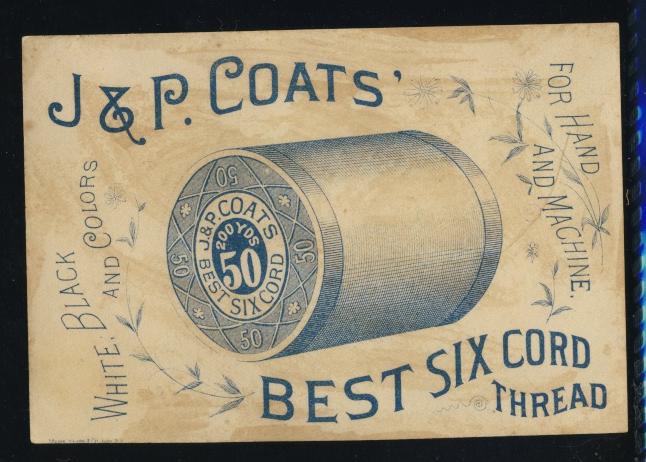 J & P. COATS'
FOR HAND
AND MACHINE.
WHITE, BLACK
AND COLORS
50
50
50
50
J.&P. COATS
200 YDS
50
BEST SIX CORD
BEST SIX CORD
THREAD